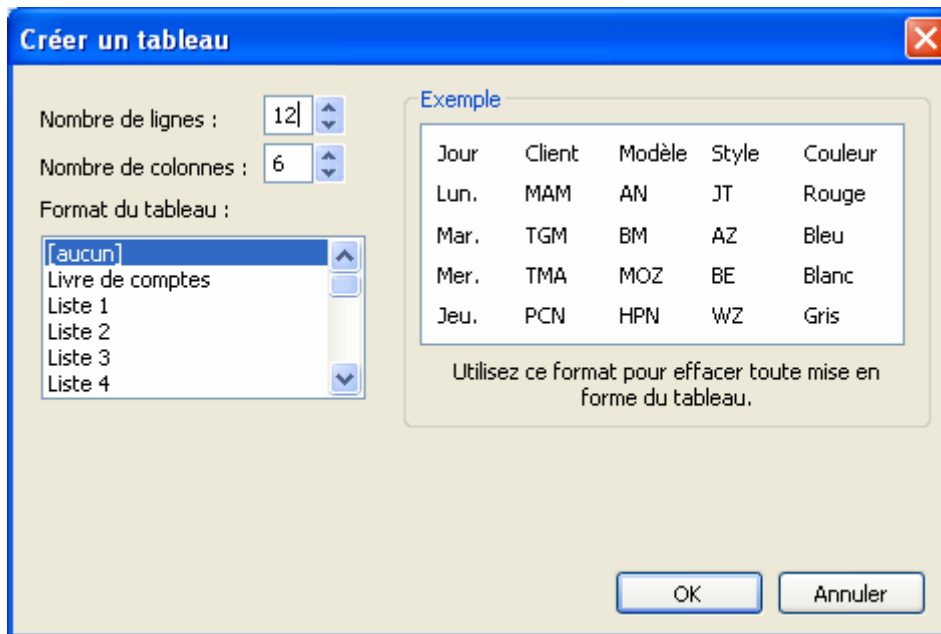 Créer un tableau
Nombre de lignes : 12
Nombre de colonnes : 6
Format du tableau :
[aucun]
Livre de comptes
Liste 1
Liste 2
Liste 3
Liste 4
Exemple
Jour Client Modèle Style Couleur
Lun. MAM AN JT Rouge
Mar. TGM BM AZ Bleu
Mer. TMA MOZ BE Blanc
Jeu. PCN HPN WZ Gris
Utilisez ce format pour effacer toute mise en
forme du tableau.
OK Annuler